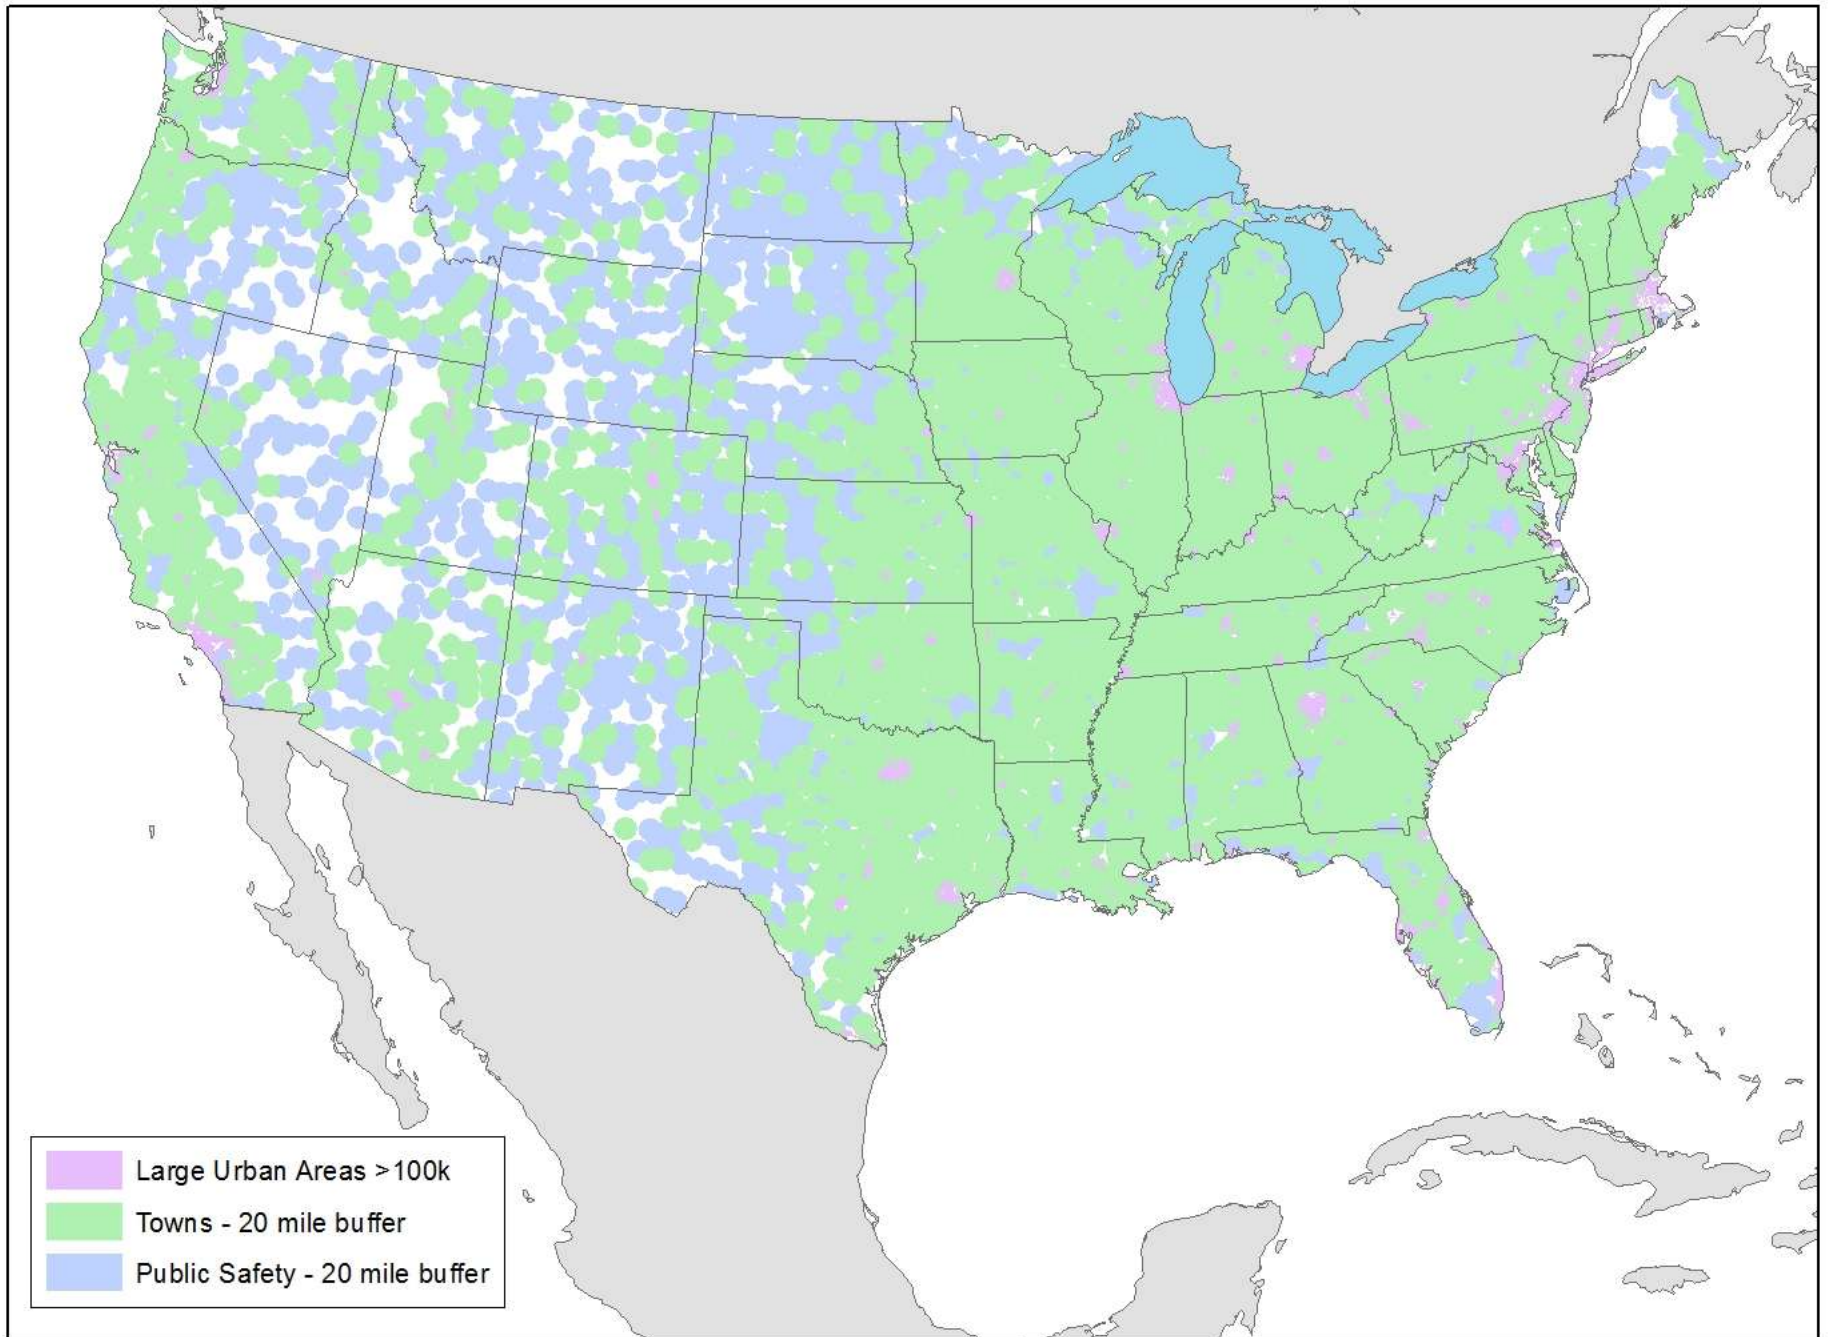 Large Urban Areas >100k
Towns - 20 mile buffer
Public Safety - 20 mile buffer